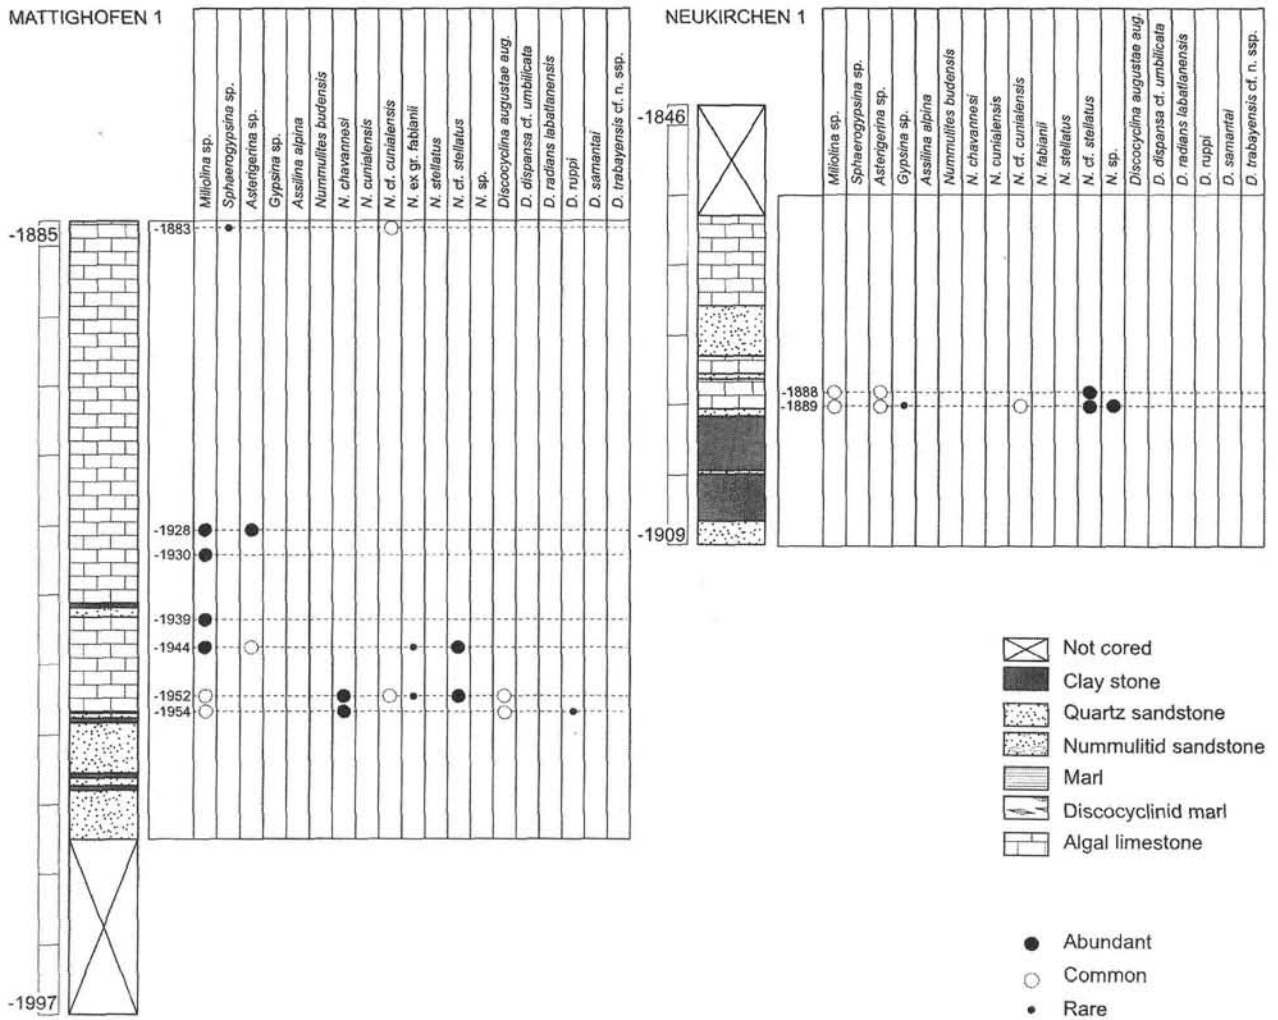 MATTIGHOFEN 1
Miliolina sp.
Sphaerogypsina sp.
Asterigerina sp.
Gypsina sp.
Assilina alpina
Nummulites budensis
N. chavannesi
N. cunialensis
N. cf. cunialensis
N. ex gr. fabianii
N. stellatus
N. cf. stellatus
N. sp.
Discocyclina augustae aug.
D. dispansa cf. umbilicata
D. radians labatlanensis
D. ruppi
D. samantai
D. trabayensis cf. n. ssp.
-1885
-1883
-1928
-1930
-1939
-1944
-1952
-1954
-1997
NEUKIRCHEN 1
Miliolina sp.
Sphaerogypsina sp.
Asterigerina sp.
Gypsina sp.
Assilina alpina
Nummulites budensis
N. chavannesi
N. cunialensis
N. cf. cunialensis
N. fabianii
N. stellatus
N. cf. stellatus
N. sp.
Discocyclina augustae aug.
D. dispansa cf. umbilicata
D. radians labatlanensis
D. ruppi
D. samantai
D. trabayensis cf. n. ssp.
-1846
-1888
-1889
-1909
Not cored
Clay stone
Quartz sandstone
Nummulitid sandstone
Marl
Discocyclinid marl
Algal limestone
Abundant
Common
Rare